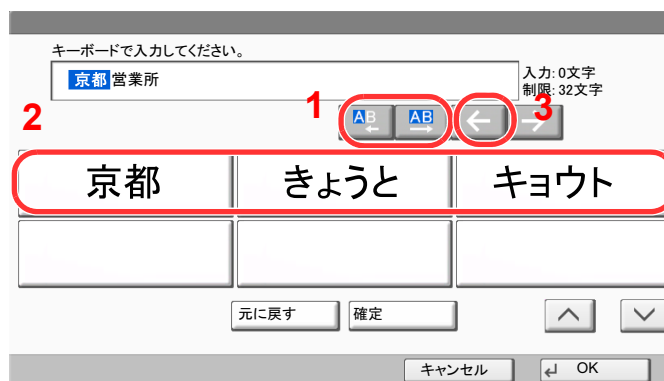 キーボードで入力してください。
京都営業所
入力: 0文字
制限: 32文字
1
2
3
AB
AB
京都
きょうと
キョウト
元に戻す
確定
キャンセル
OK